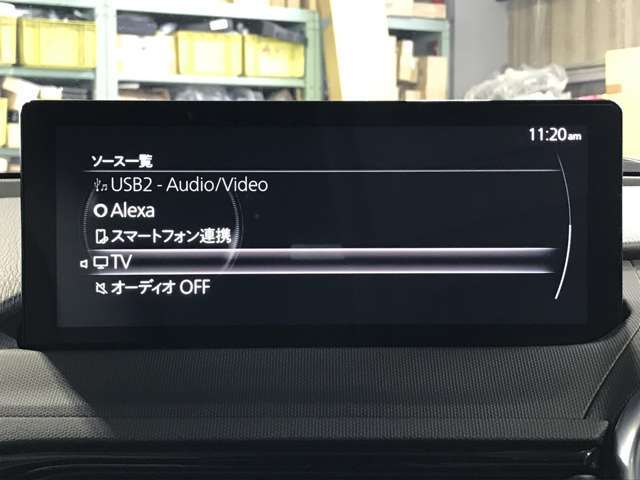 11:20am
ソース一覧
USB2 - Audio/Video
Alexa
スマートフォン連携
TV
オーディオ OFF